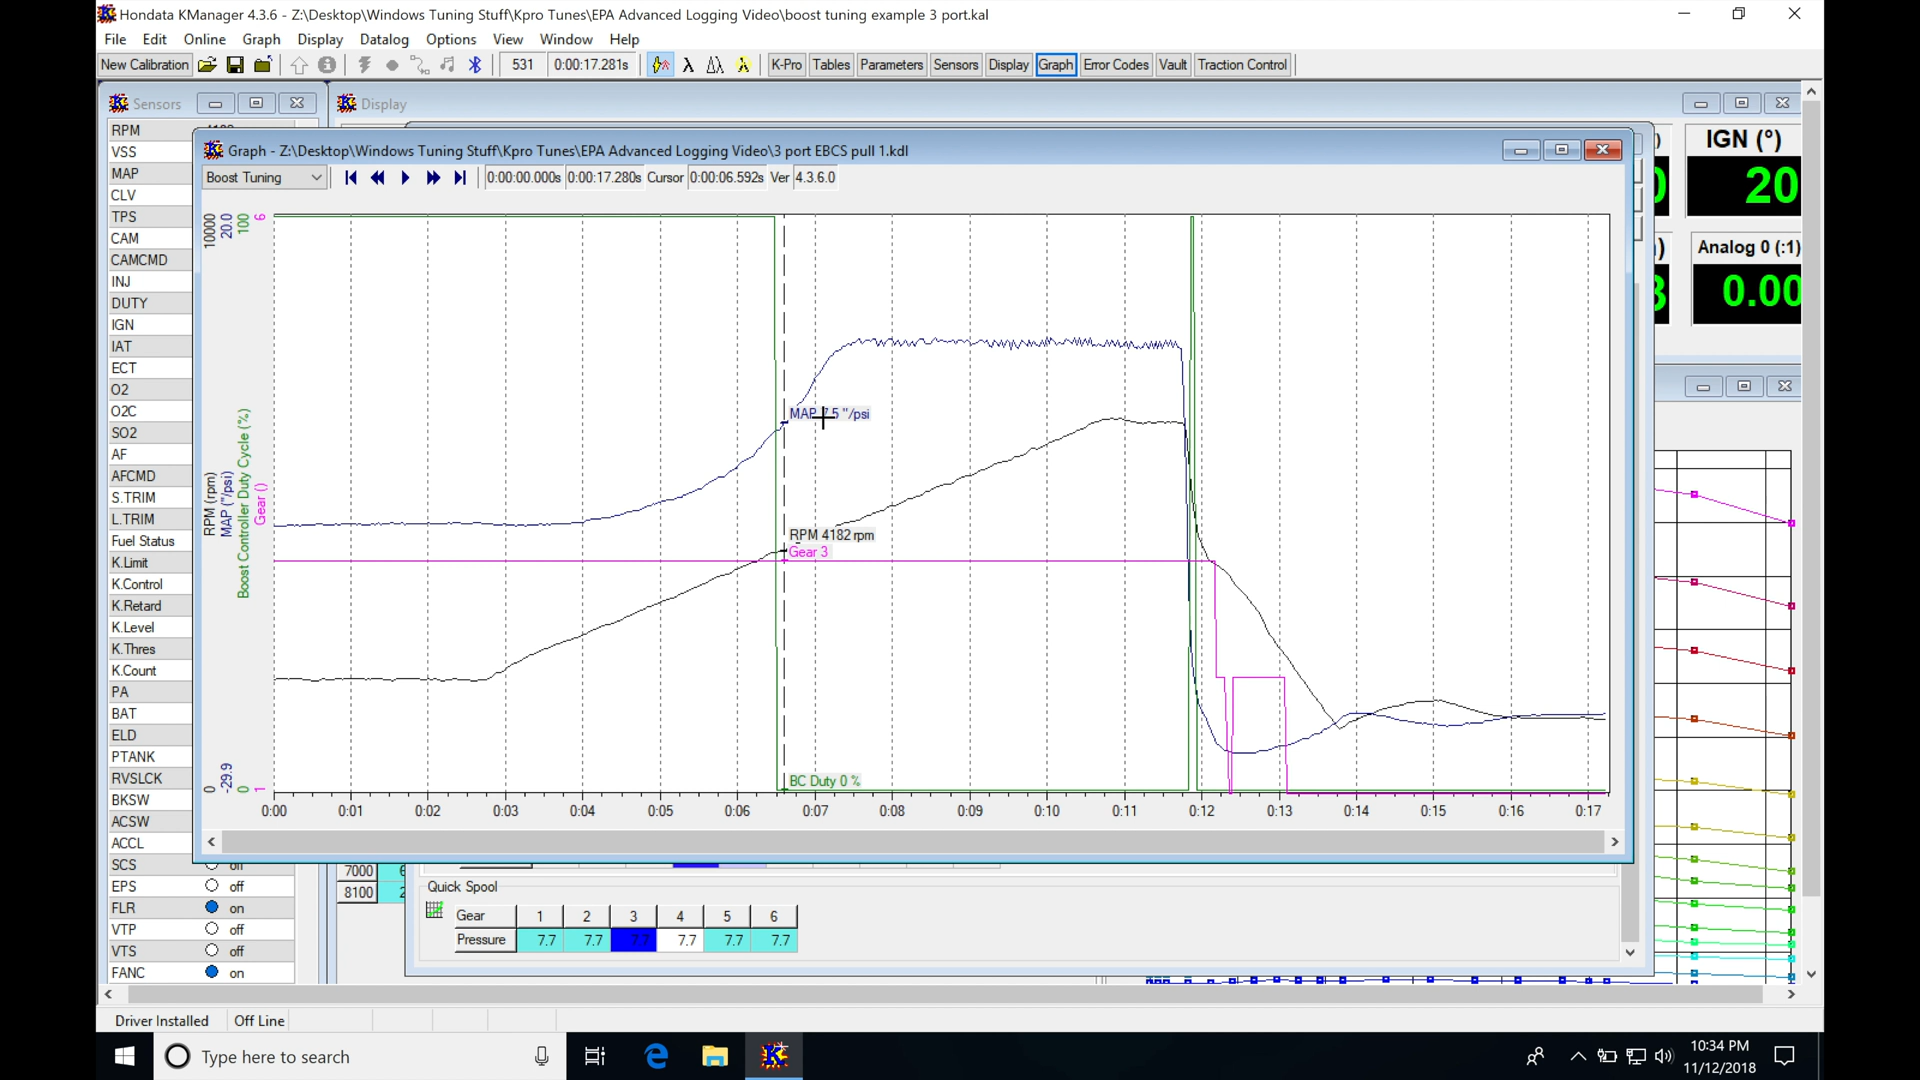 Hondata KManager 4.3.6 - Z:\Desktop\Windows Tuning Stuff\Kpro Tunes\EPA Advanced Logging Video\boost tuning example 3 port.kal
File Edit Online Graph Display Datalog Options View Window Help
New Calibration 531 0:00:17.281s K-Pro Tables Parameters Sensors Display Graph Error Codes Vault Traction Control
Sensors
Display
RPM
VSS
MAP
CLV
TPS
CAM
CAMCMD
INJ
DUTY
IGN
IAT
ECT
O2
O2C
SO2
AF
AFCMD
S.TRIM
L.TRIM
Fuel Status
K.Limit
K.Control
K.Retard
K.Level
K.Thres
K.Count
PA
BAT
ELD
PTANK
RVSLCK
BKSW
ACSW
ACCL
SCS off
EPS off
FLR on
VTP off
VTS off
FANC on
IGN (°)
20
Analog 0 (:1)
0.00
Graph - Z:\Desktop\Windows Tuning Stuff\Kpro Tunes\EPA Advanced Logging Video\3 port EBCS pull 1.kdl
Boost Tuning 0:00:00.000s 0:00:17.280s Cursor 0:00:06.592s Ver 4.3.6.0
10000 20.0 100 6
RPM (rpm)
MAP ("/psi)
Boost Controller Duty Cycle (%)
Gear ()
0 -29.9 0 1
MAP 7.5 "/psi
RPM 4182 rpm
Gear 3
BC Duty 0 %
0:00 0:01 0:02 0:03 0:04 0:05 0:06 0:07 0:08 0:09 0:10 0:11 0:12 0:13 0:14 0:15 0:16 0:17
7000
8100
Quick Spool
Gear 1 2 3 4 5 6
Pressure 7.7 7.7 7.7 7.7 7.7 7.7
Driver Installed Off Line
Type here to search
10:34 PM
11/12/2018